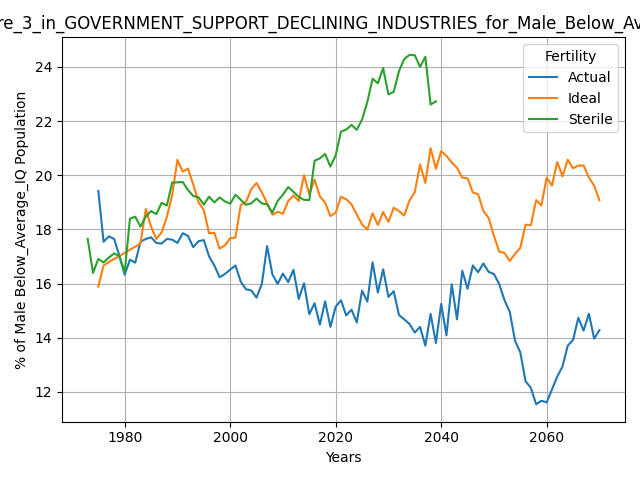 re_3_in_GOVERNMENT_SUPPORT_DECLINING_INDUSTRIES_for_Male_Below_Av
% of Male Below_Average_IQ Population
24
22
20
18
16
14
12
Fertility
Actual
Ideal
Sterile
1980 2000 2020 2040 2060
Years